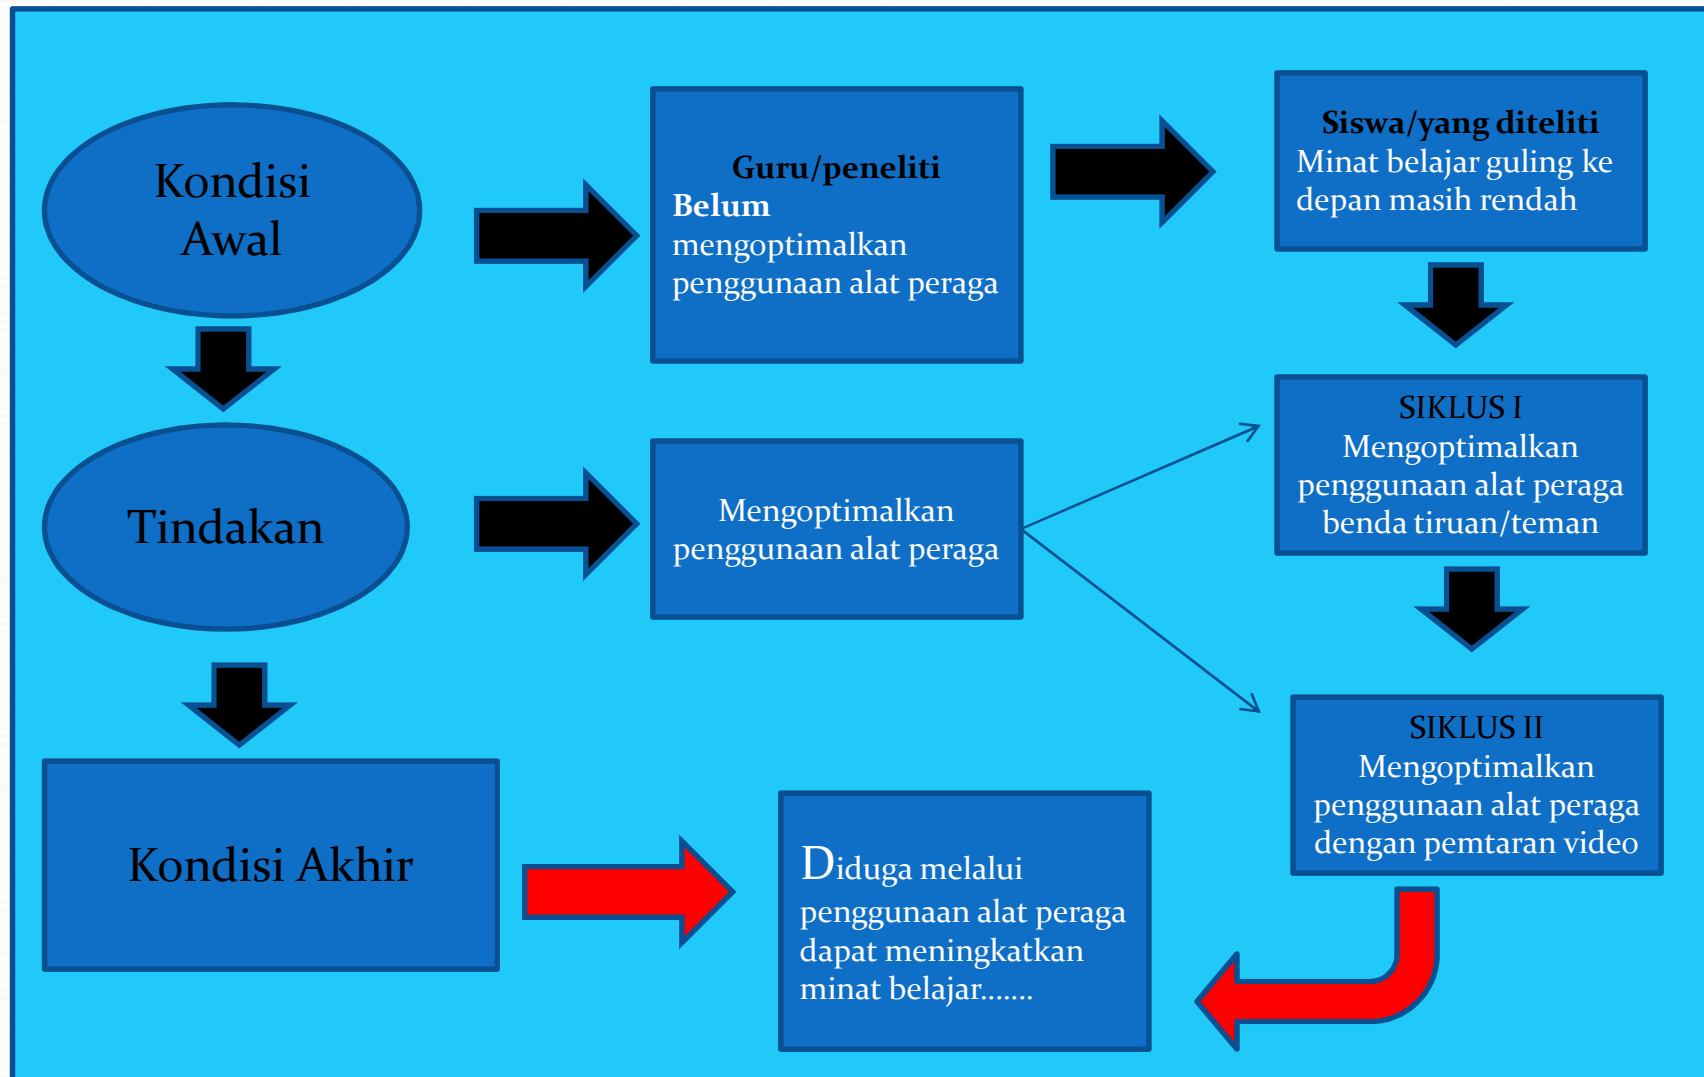 Kondisi
Awal
Guru/peneliti
Belum
mengoptimalkan
penggunaan alat peraga
Siswa/yang diteliti
Minat belajar guling ke
depan masih rendah
Tindakan
Mengoptimalkan
penggunaan alat peraga
SIKLUS I
Mengoptimalkan
penggunaan alat peraga
benda tiruan/teman
SIKLUS II
Mengoptimalkan
penggunaan alat peraga
dengan pemtaran video
Kondisi Akhir
Diduga melalui
penggunaan alat peraga
dapat meningkatkan
minat belajar.......